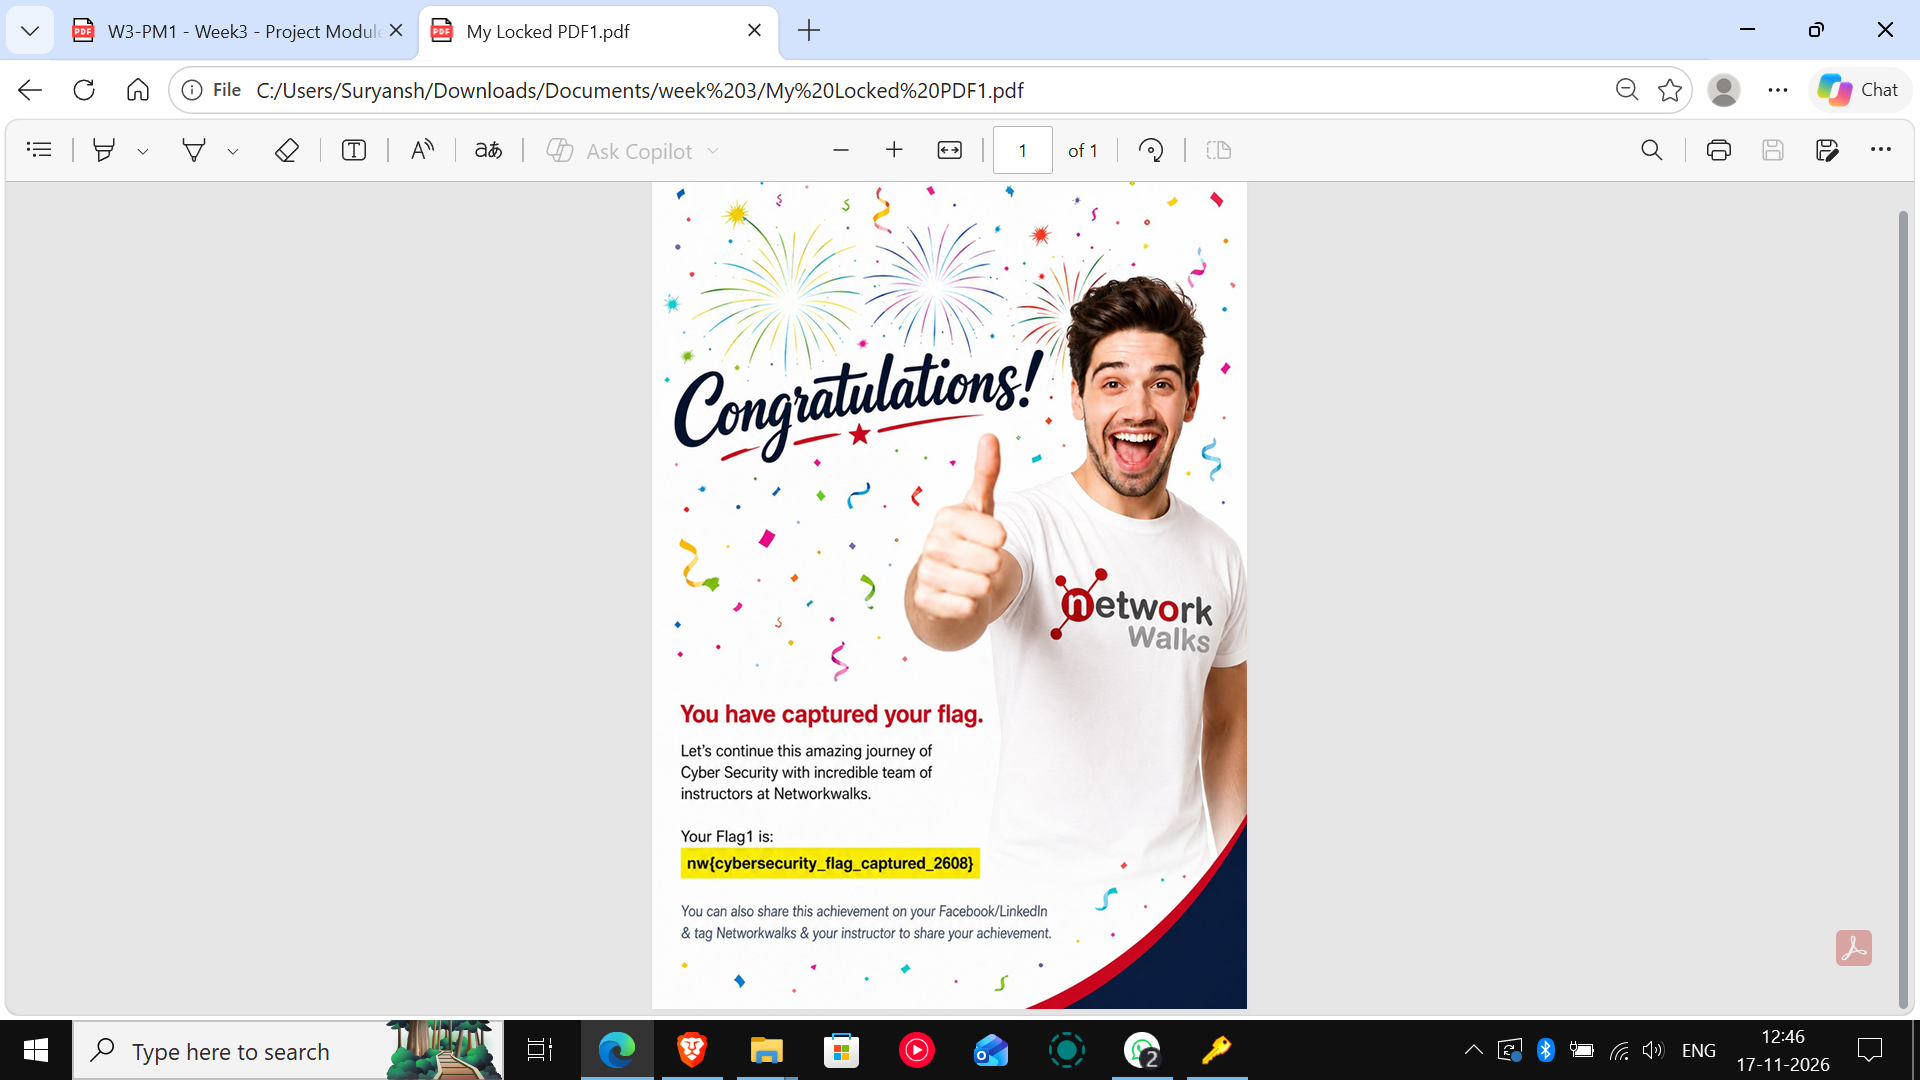 W3-PM1 - Week3 - Project Module
My Locked PDF1.pdf
File C:/Users/Suryansh/Downloads/Documents/week%203/My%20Locked%20PDF1.pdf
Chat
Ask Copilot
1 of 1
Congratulations!
network
Walks
You have captured your flag.
Let's continue this amazing journey of
Cyber Security with incredible team of
instructors at Networkwalks.
Your Flag1 is:
nw{cybersecurity_flag_captured_2608}
You can also share this achievement on your Facebook/LinkedIn
& tag Networkwalks & your instructor to share your achievement.
Type here to search
2
ENG
12:46
17-11-2026